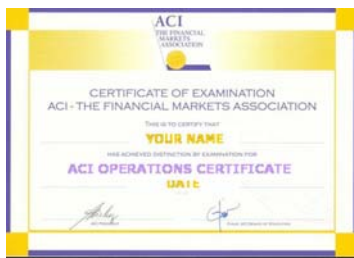 ACI
THE FINANCIAL
MARKETS
ASSOCIATION
CERTIFICATE OF EXAMINATION
ACI - THE FINANCIAL MARKETS ASSOCIATION
THIS IS TO CERTIFY THAT
YOUR NAME
HAS ACHIEVED DISTINCTION BY EXAMINATION FOR
ACI OPERATIONS CERTIFICATE
DATE